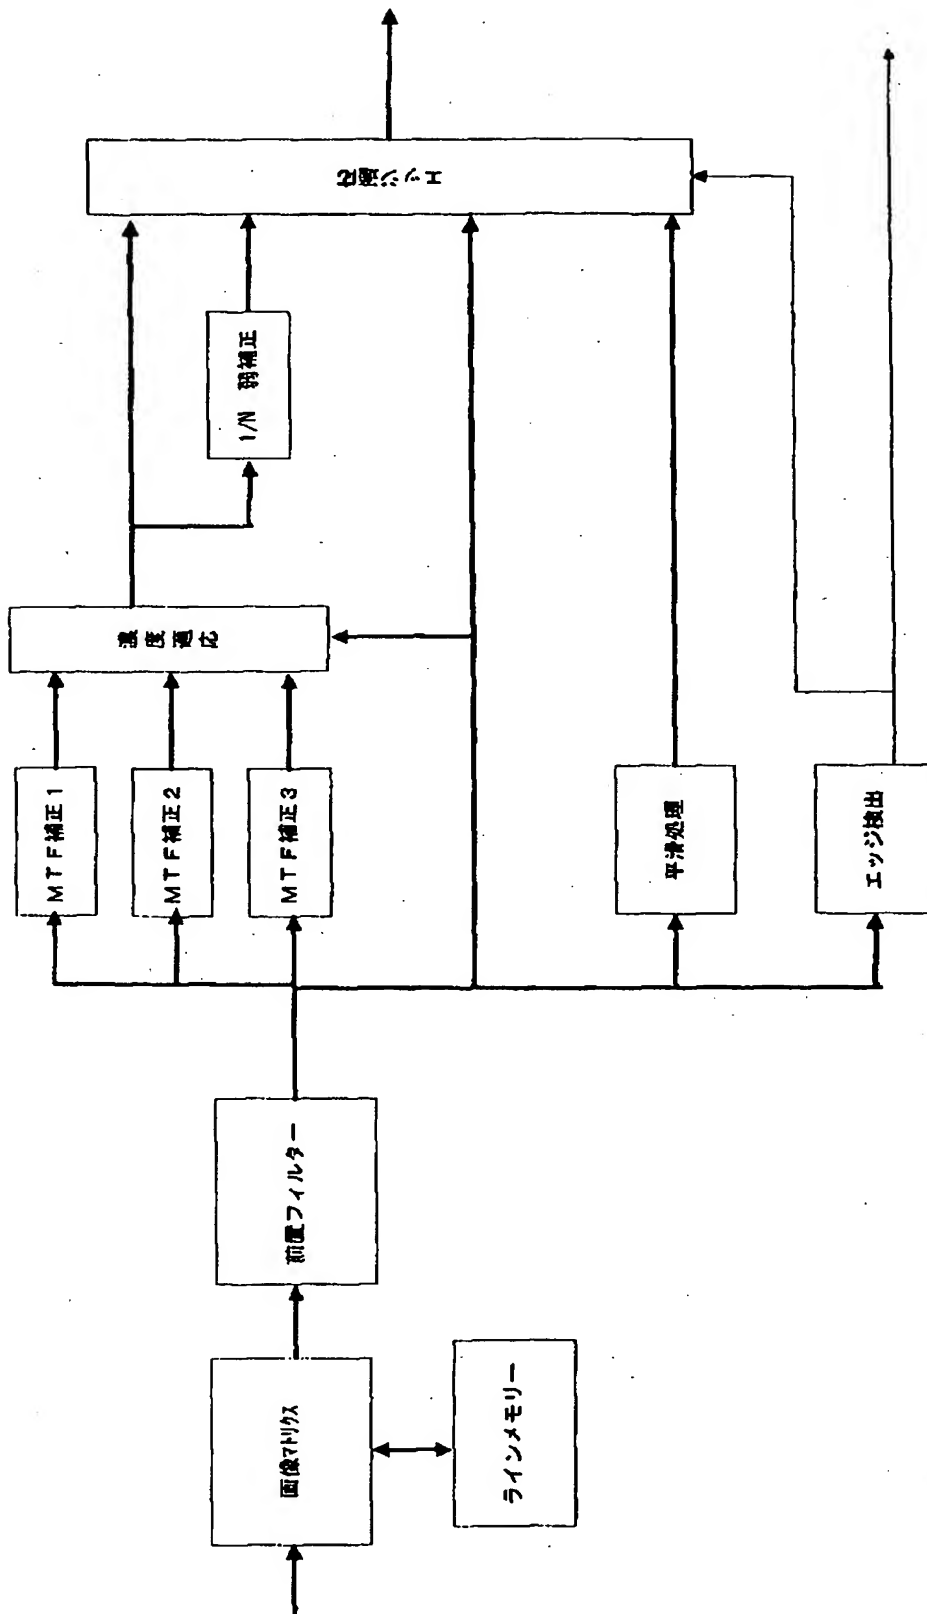 画像マトリクス
ラインメモリー
前置フィルター
MTF補正1
MTF補正2
MTF補正3
平滑処理
エッジ検出
濃度適応
1/N 弱補正
エッジ適応